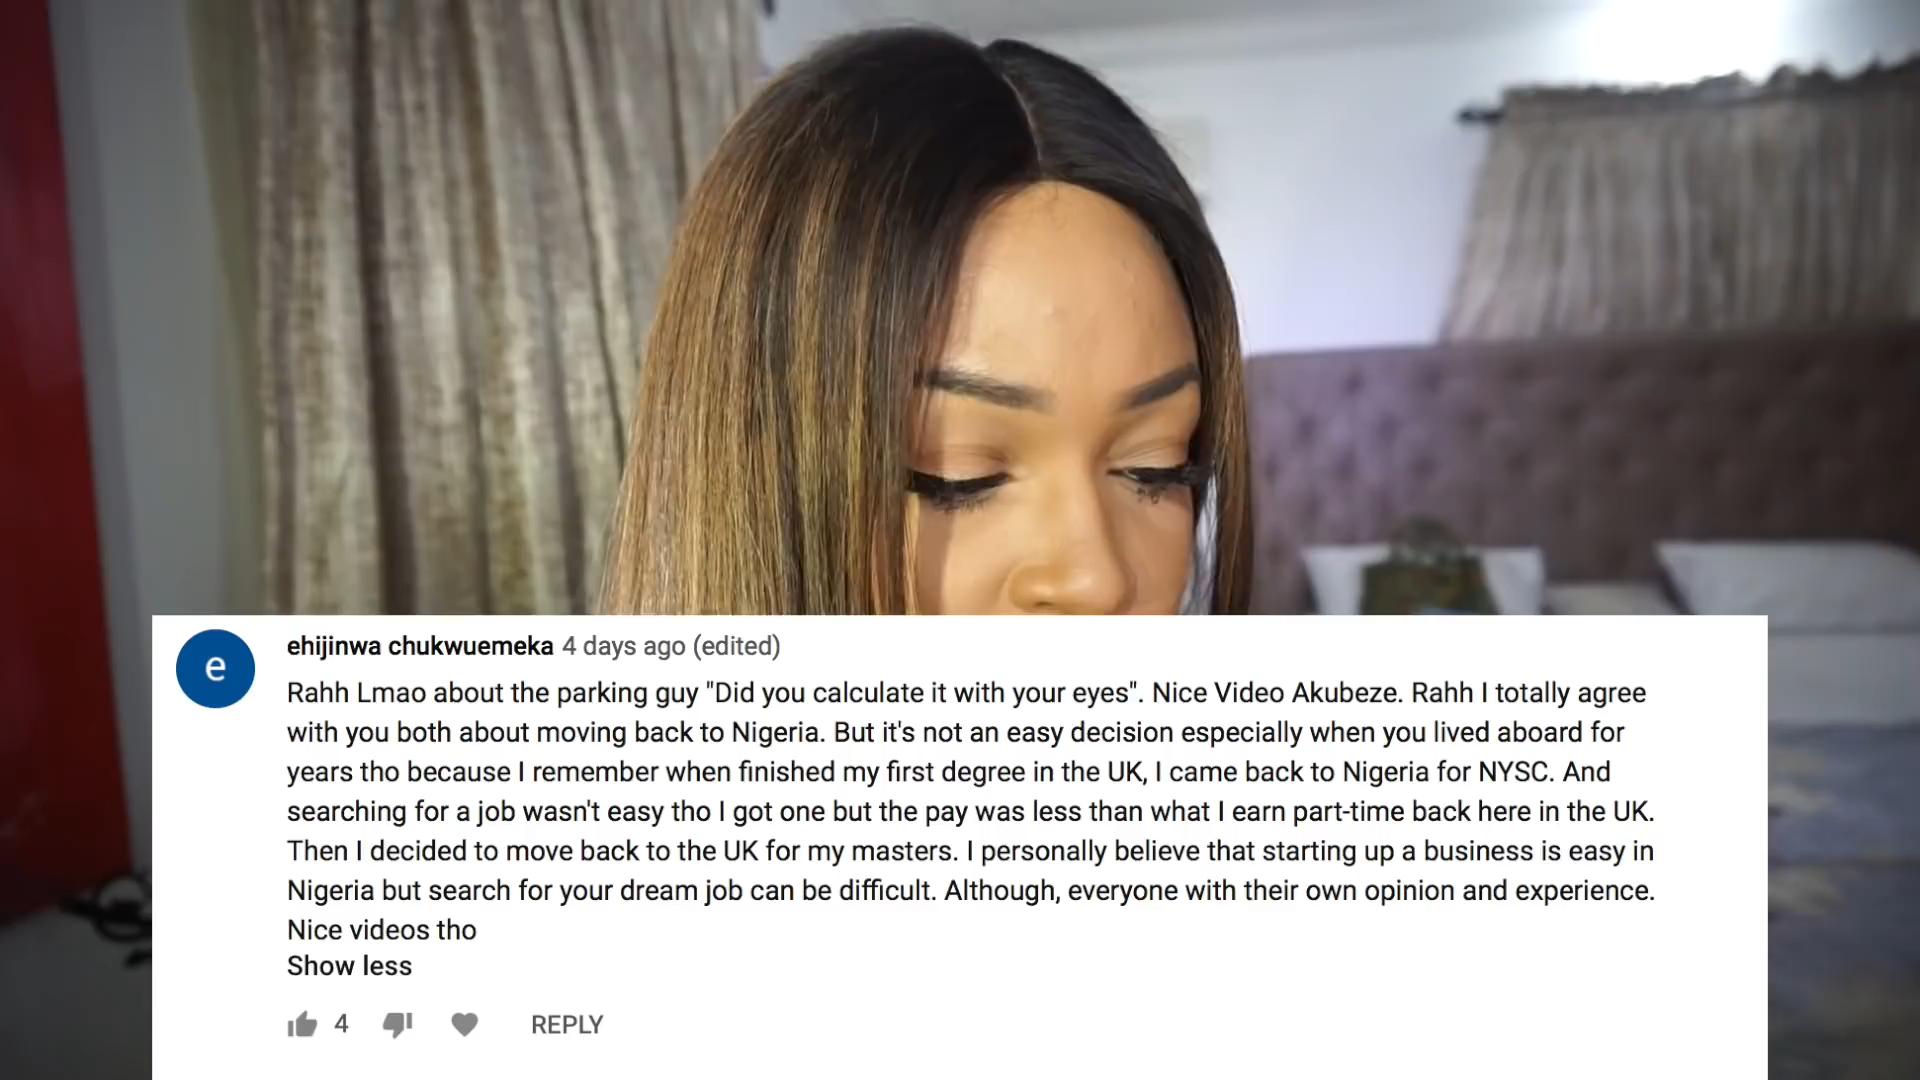 e
ehijinwa chukwuemeka 4 days ago (edited)
Rahh Lmao about the parking guy "Did you calculate it with your eyes". Nice Video Akubeze. Rahh I totally agree
with you both about moving back to Nigeria. But it's not an easy decision especially when you lived aboard for
years tho because I remember when finished my first degree in the UK, I came back to Nigeria for NYSC. And
searching for a job wasn't easy tho I got one but the pay was less than what I earn part-time back here in the UK.
Then I decided to move back to the UK for my masters. I personally believe that starting up a business is easy in
Nigeria but search for your dream job can be difficult. Although, everyone with their own opinion and experience.
Nice videos tho
Show less
4 REPLY